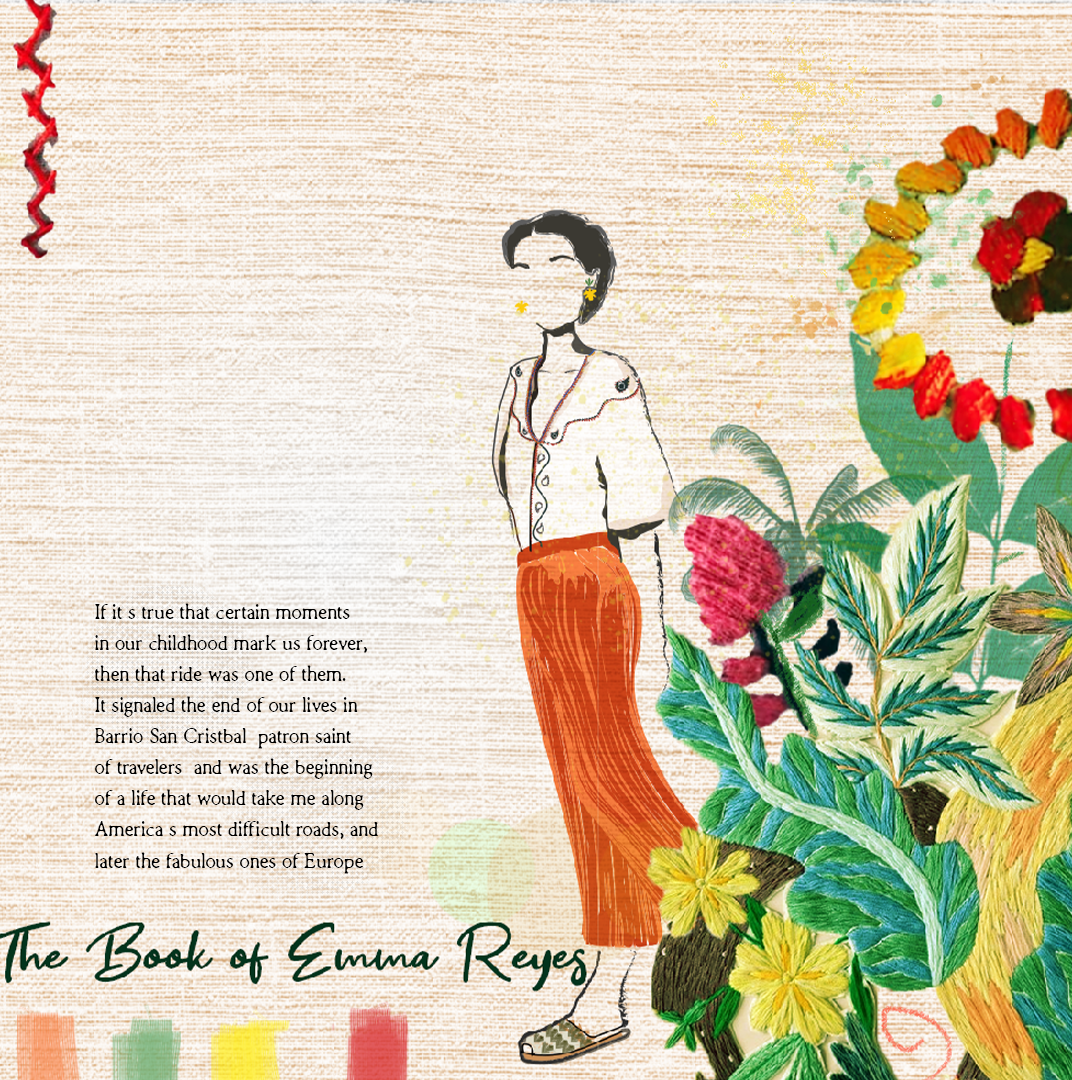 If it s true that certain moments
in our childhood mark us forever,
then that ride was one of them.
It signaled the end of our lives in
Barrio San Cristbal  patron saint
of travelers  and was the beginning
of a life that would take me along
America s most difficult roads, and
later the fabulous ones of Europe
The Book of Emma Reyes